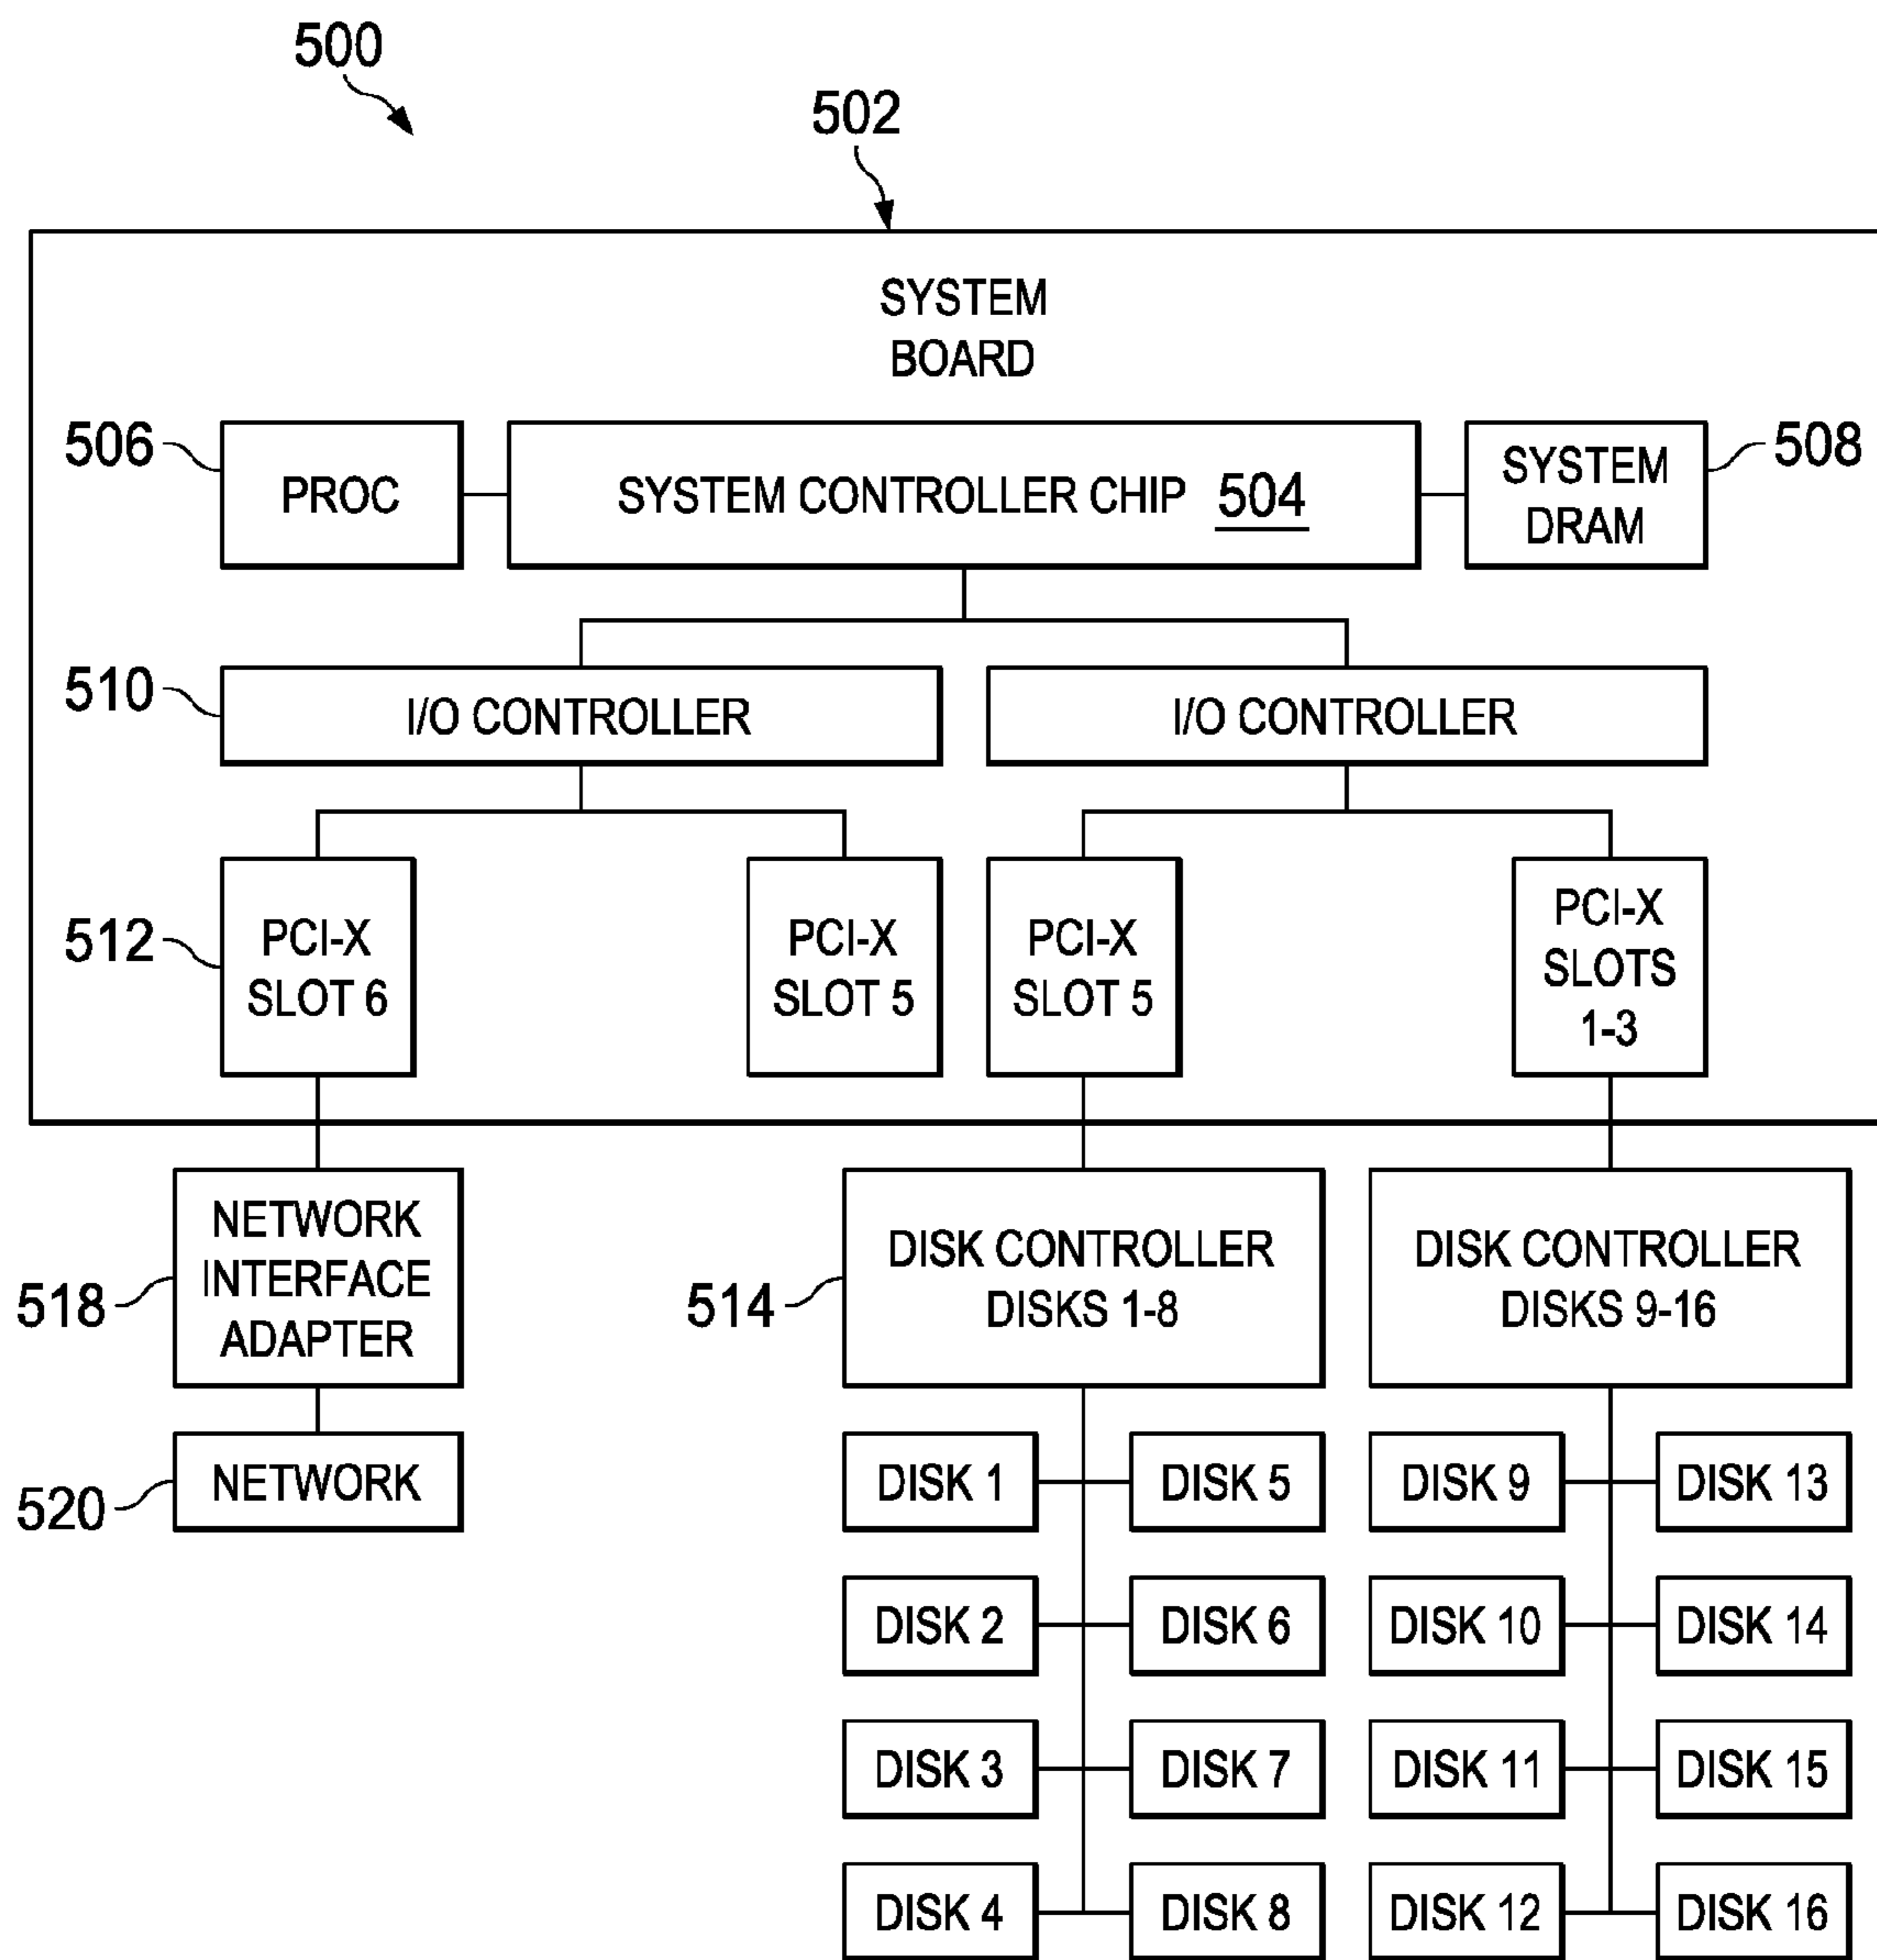 500
502
SYSTEM
BOARD
506
PROC
SYSTEM CONTROLLER CHIP 504
SYSTEM
DRAM
508
510
I/O CONTROLLER
I/O CONTROLLER
512
PCI-X
SLOT 6
PCI-X
SLOT 5
PCI-X
SLOT 5
PCI-X
SLOTS
1-3
518
NETWORK
INTERFACE
ADAPTER
514
DISK CONTROLLER
DISKS 1-8
DISK CONTROLLER
DISKS 9-16
520
NETWORK
DISK 1
DISK 5
DISK 9
DISK 13
DISK 2
DISK 6
DISK 10
DISK 14
DISK 3
DISK 7
DISK 11
DISK 15
DISK 4
DISK 8
DISK 12
DISK 16